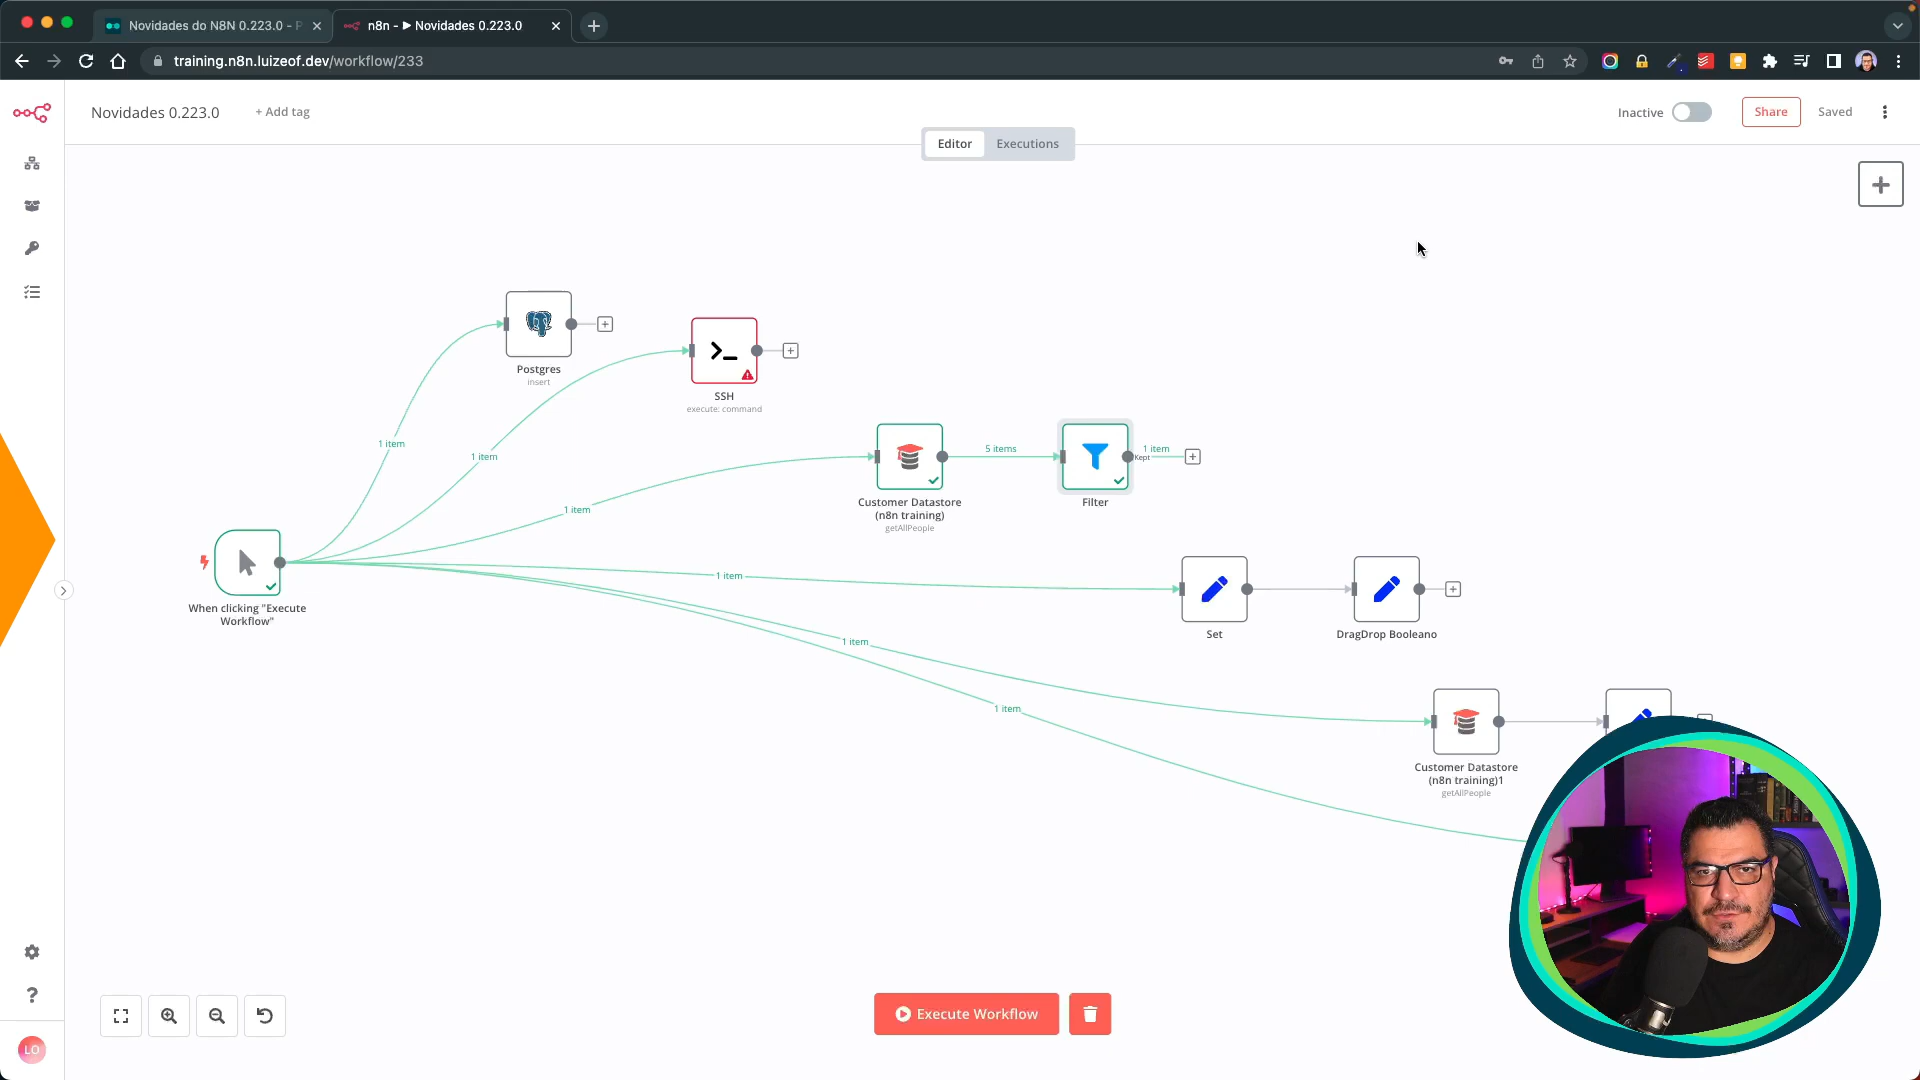 Novidades do N8N 0.223.0 - P
n8n - ▶ Novidades 0.223.0
training.n8n.luizeof.dev/workflow/233
Novidades 0.223.0
+ Add tag
Inactive
Share
Saved
Editor
Executions
Postgres
insert
SSH
execute: command
1 item
1 item
5 items
1 item
Kept
Customer Datastore
(n8n training)
getAllPeople
Filter
1 item
When clicking "Execute
Workflow"
1 item
Set
DragDrop Booleano
1 item
1 item
Customer Datastore
(n8n training)1
getAllPeople
Execute Workflow
LO